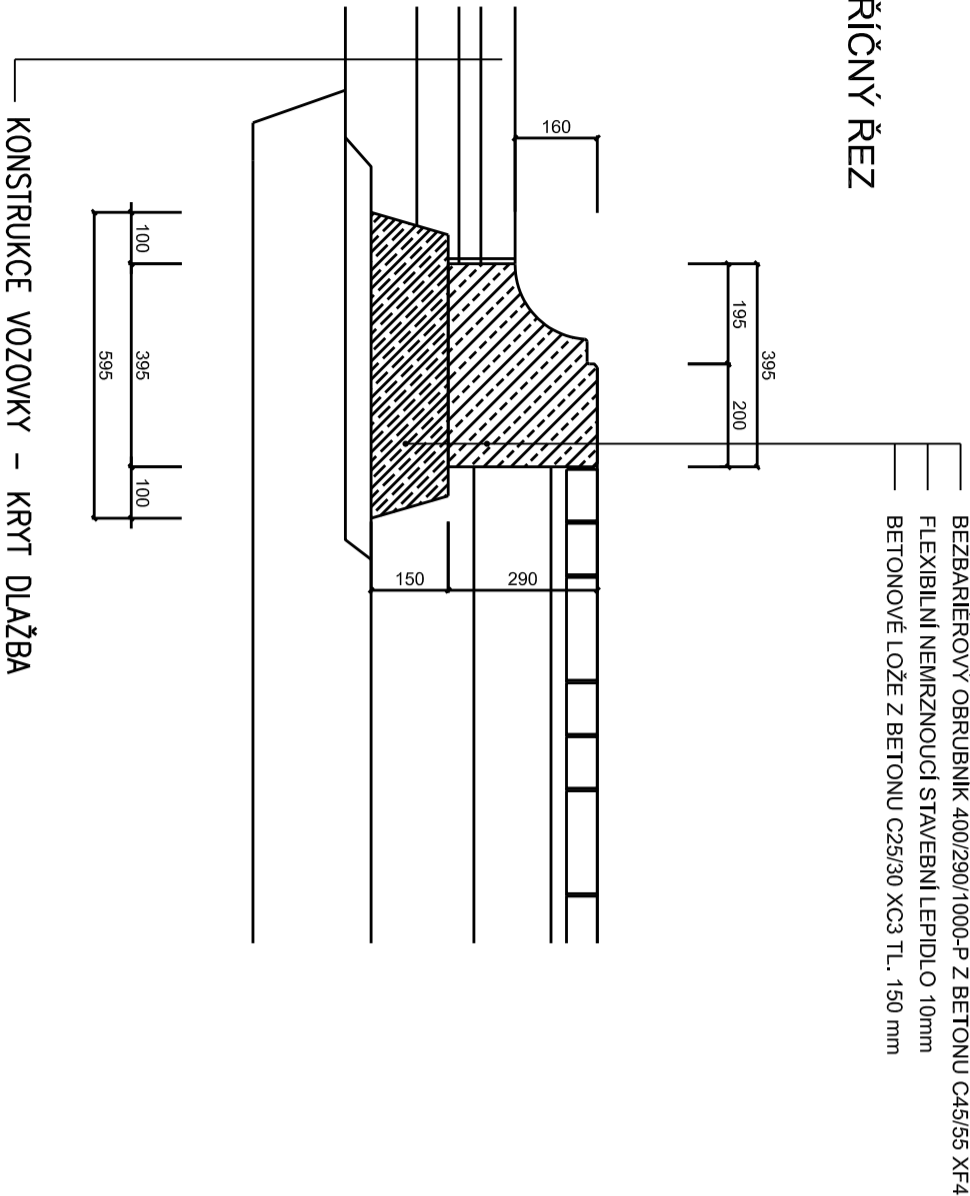 ŘÍČNÝ ŘEZ
BEZBARIÉROVÝ OBRUBNÍK 400/290/1000-P Z BETONU C45/55 XF4
FLEXIBILNÍ NEMRZNOUCÍ STAVEBNÍ LEPIDLO 10mm
BETONOVÉ LOŽE Z BETONU C25/30 XC3 TL. 150 mm
395
195
200
160
290
150
100
395
100
595
KONSTRUKCE VOZOVKY - KRYT DLAŽBA